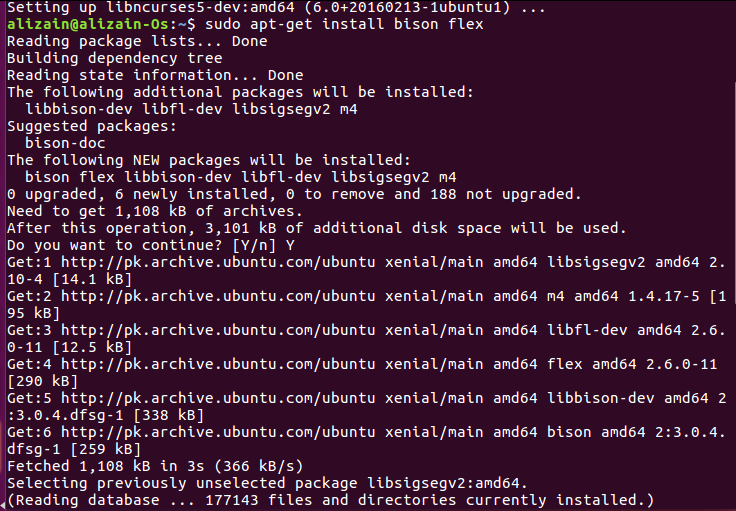 Setting up libncurses5-dev:amd64 (6.0+20160213-1ubuntu1) ...
alizain@alizain-Os:~$ sudo apt-get install bison flex
Reading package lists... Done
Building dependency tree
Reading state information... Done
The following additional packages will be installed:
  libbison-dev libfl-dev libsigsegv2 m4
Suggested packages:
  bison-doc
The following NEW packages will be installed:
  bison flex libbison-dev libfl-dev libsigsegv2 m4
0 upgraded, 6 newly installed, 0 to remove and 188 not upgraded.
Need to get 1,108 kB of archives.
After this operation, 3,101 kB of additional disk space will be used.
Do you want to continue? [Y/n] Y
Get:1 http://pk.archive.ubuntu.com/ubuntu xenial/main amd64 libsigsegv2 amd64 2.
10-4 [14.1 kB]
Get:2 http://pk.archive.ubuntu.com/ubuntu xenial/main amd64 m4 amd64 1.4.17-5 [1
95 kB]
Get:3 http://pk.archive.ubuntu.com/ubuntu xenial/main amd64 libfl-dev amd64 2.6.
0-11 [12.5 kB]
Get:4 http://pk.archive.ubuntu.com/ubuntu xenial/main amd64 flex amd64 2.6.0-11
[290 kB]
Get:5 http://pk.archive.ubuntu.com/ubuntu xenial/main amd64 libbison-dev amd64 2
:3.0.4.dfsg-1 [338 kB]
Get:6 http://pk.archive.ubuntu.com/ubuntu xenial/main amd64 bison amd64 2:3.0.4.
dfsg-1 [259 kB]
Fetched 1,108 kB in 3s (366 kB/s)
Selecting previously unselected package libsigsegv2:amd64.
(Reading database ... 177143 files and directories currently installed.)